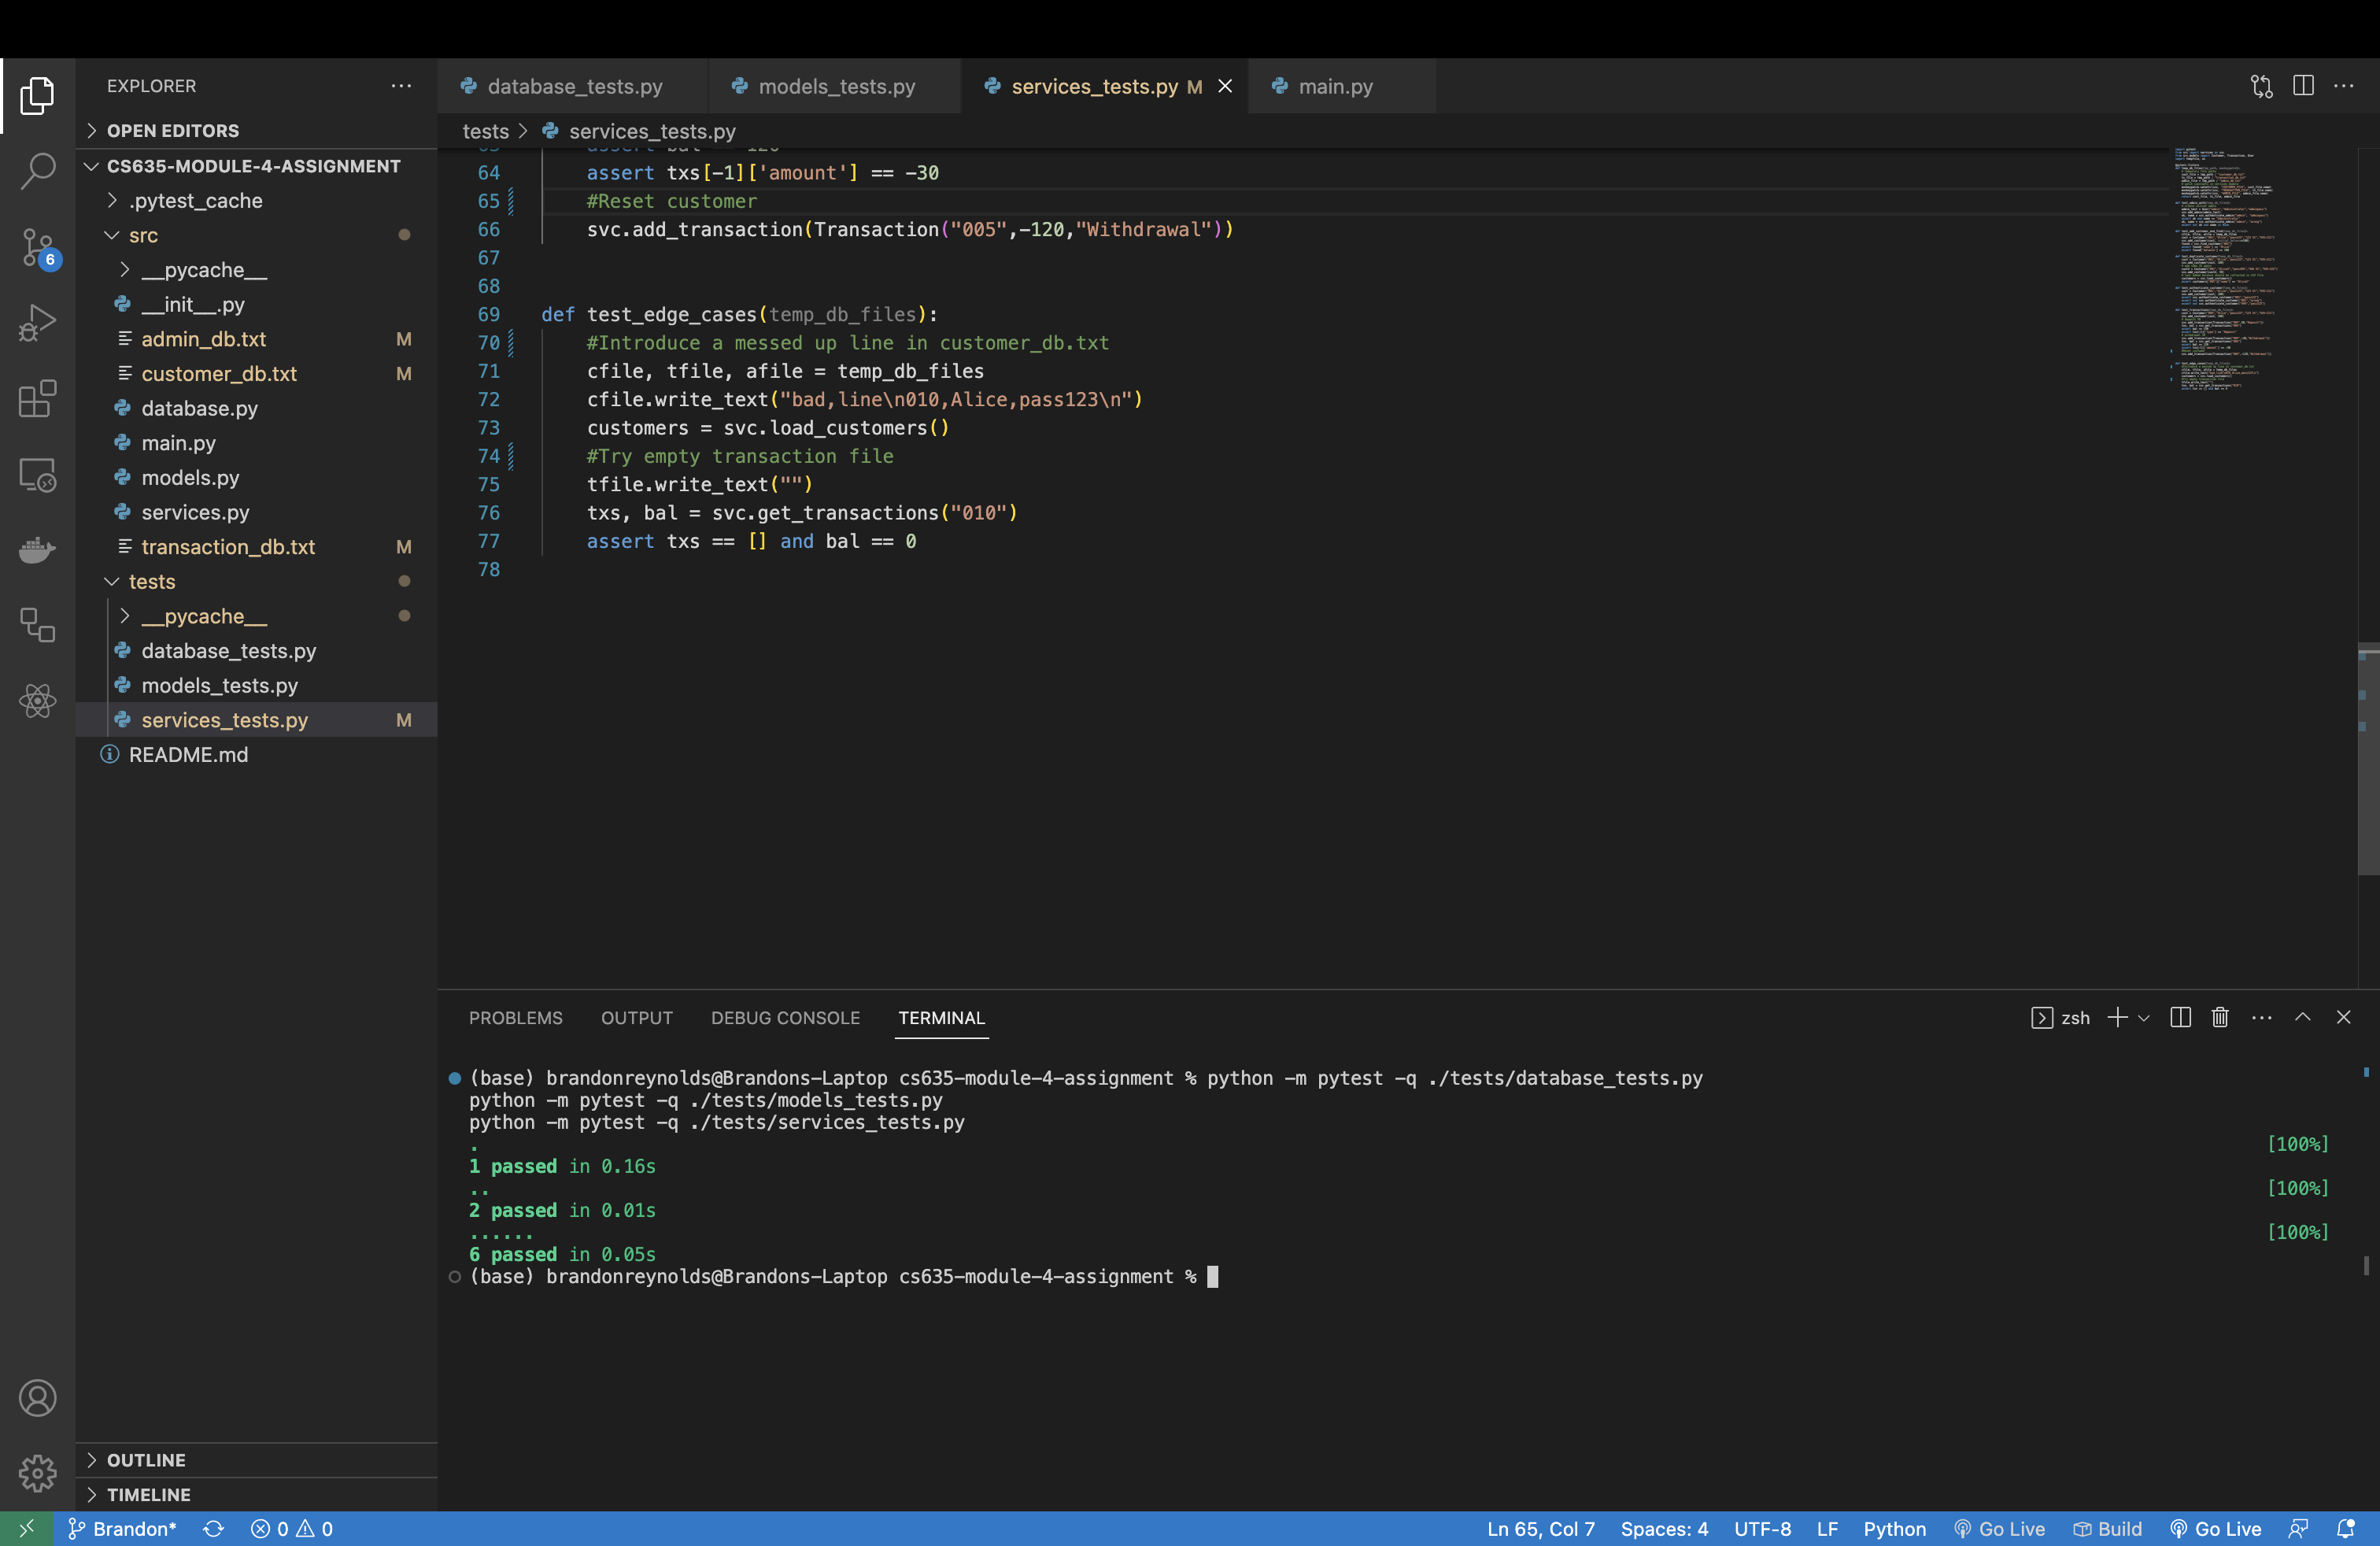 EXPLORER
OPEN EDITORS
CS635-MODULE-4-ASSIGNMENT
.pytest_cache
src
__pycache__
__init__.py
admin_db.txt M
customer_db.txt M
database.py
main.py
models.py
services.py
transaction_db.txt M
tests
__pycache__
database_tests.py
models_tests.py
services_tests.py M
README.md
OUTLINE
TIMELINE
6
database_tests.py models_tests.py services_tests.py M main.py
tests > services_tests.py
64 assert txs[-1]['amount'] == -30
65 #Reset customer
66 svc.add_transaction(Transaction("005",-120,"Withdrawal"))
67
68
69 def test_edge_cases(temp_db_files):
70 #Introduce a messed up line in customer_db.txt
71 cfile, tfile, afile = temp_db_files
72 cfile.write_text("bad,line\n010,Alice,pass123\n")
73 customers = svc.load_customers()
74 #Try empty transaction file
75 tfile.write_text("")
76 txs, bal = svc.get_transactions("010")
77 assert txs == [] and bal == 0
78
PROBLEMS OUTPUT DEBUG CONSOLE TERMINAL zsh
(base) brandonreynolds@Brandons-Laptop cs635-module-4-assignment % python -m pytest -q ./tests/database_tests.py
python -m pytest -q ./tests/models_tests.py
python -m pytest -q ./tests/services_tests.py
. [100%]
1 passed in 0.16s
.. [100%]
2 passed in 0.01s
...... [100%]
6 passed in 0.05s
(base) brandonreynolds@Brandons-Laptop cs635-module-4-assignment %
Brandon* 0 0 Ln 65, Col 7 Spaces: 4 UTF-8 LF Python Go Live Build Go Live